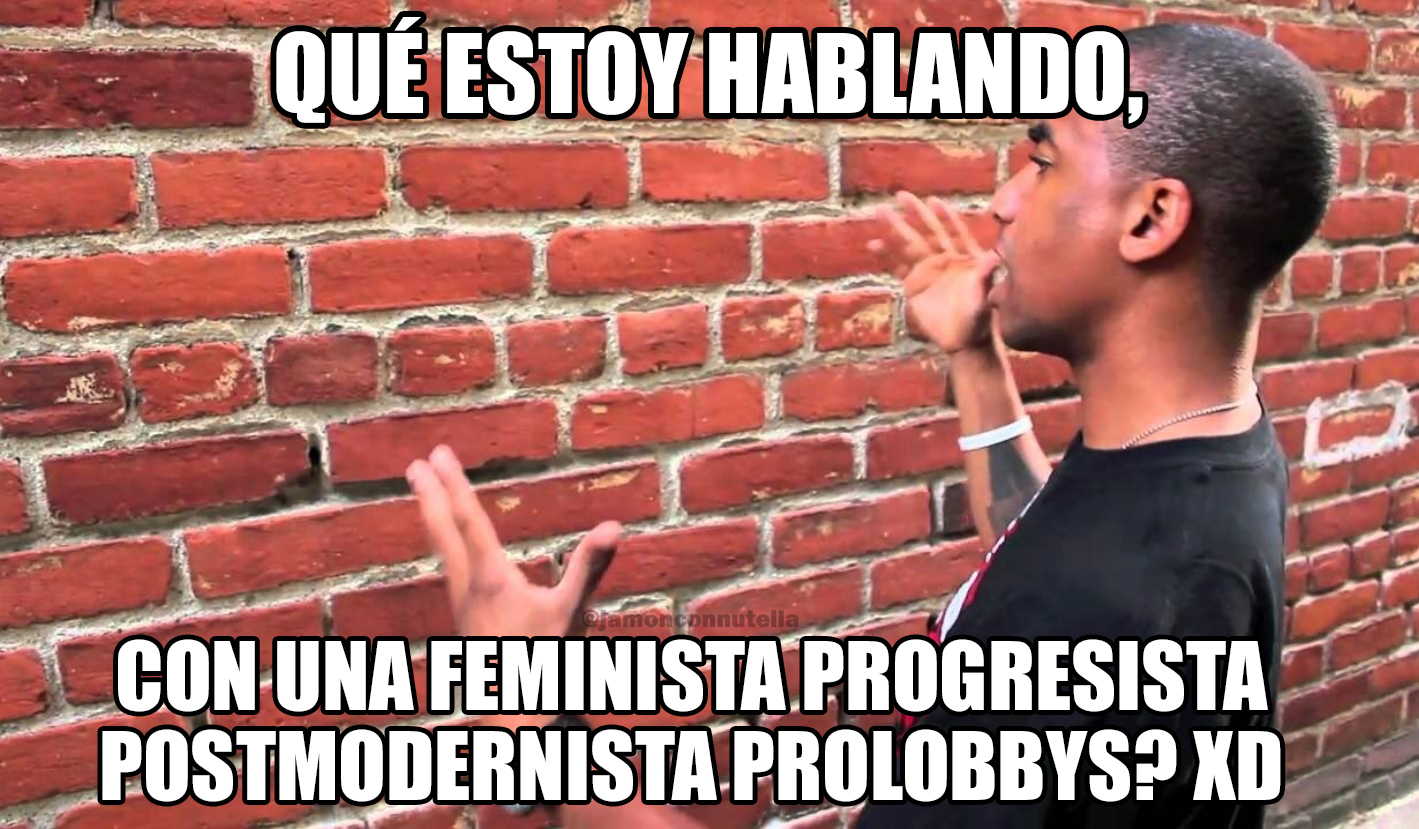 QUÉ ESTOY HABLANDO,
@jamonconnutella
CON UNA FEMINISTA PROGRESISTA
POSTMODERNISTA PROLOBBYS? XD